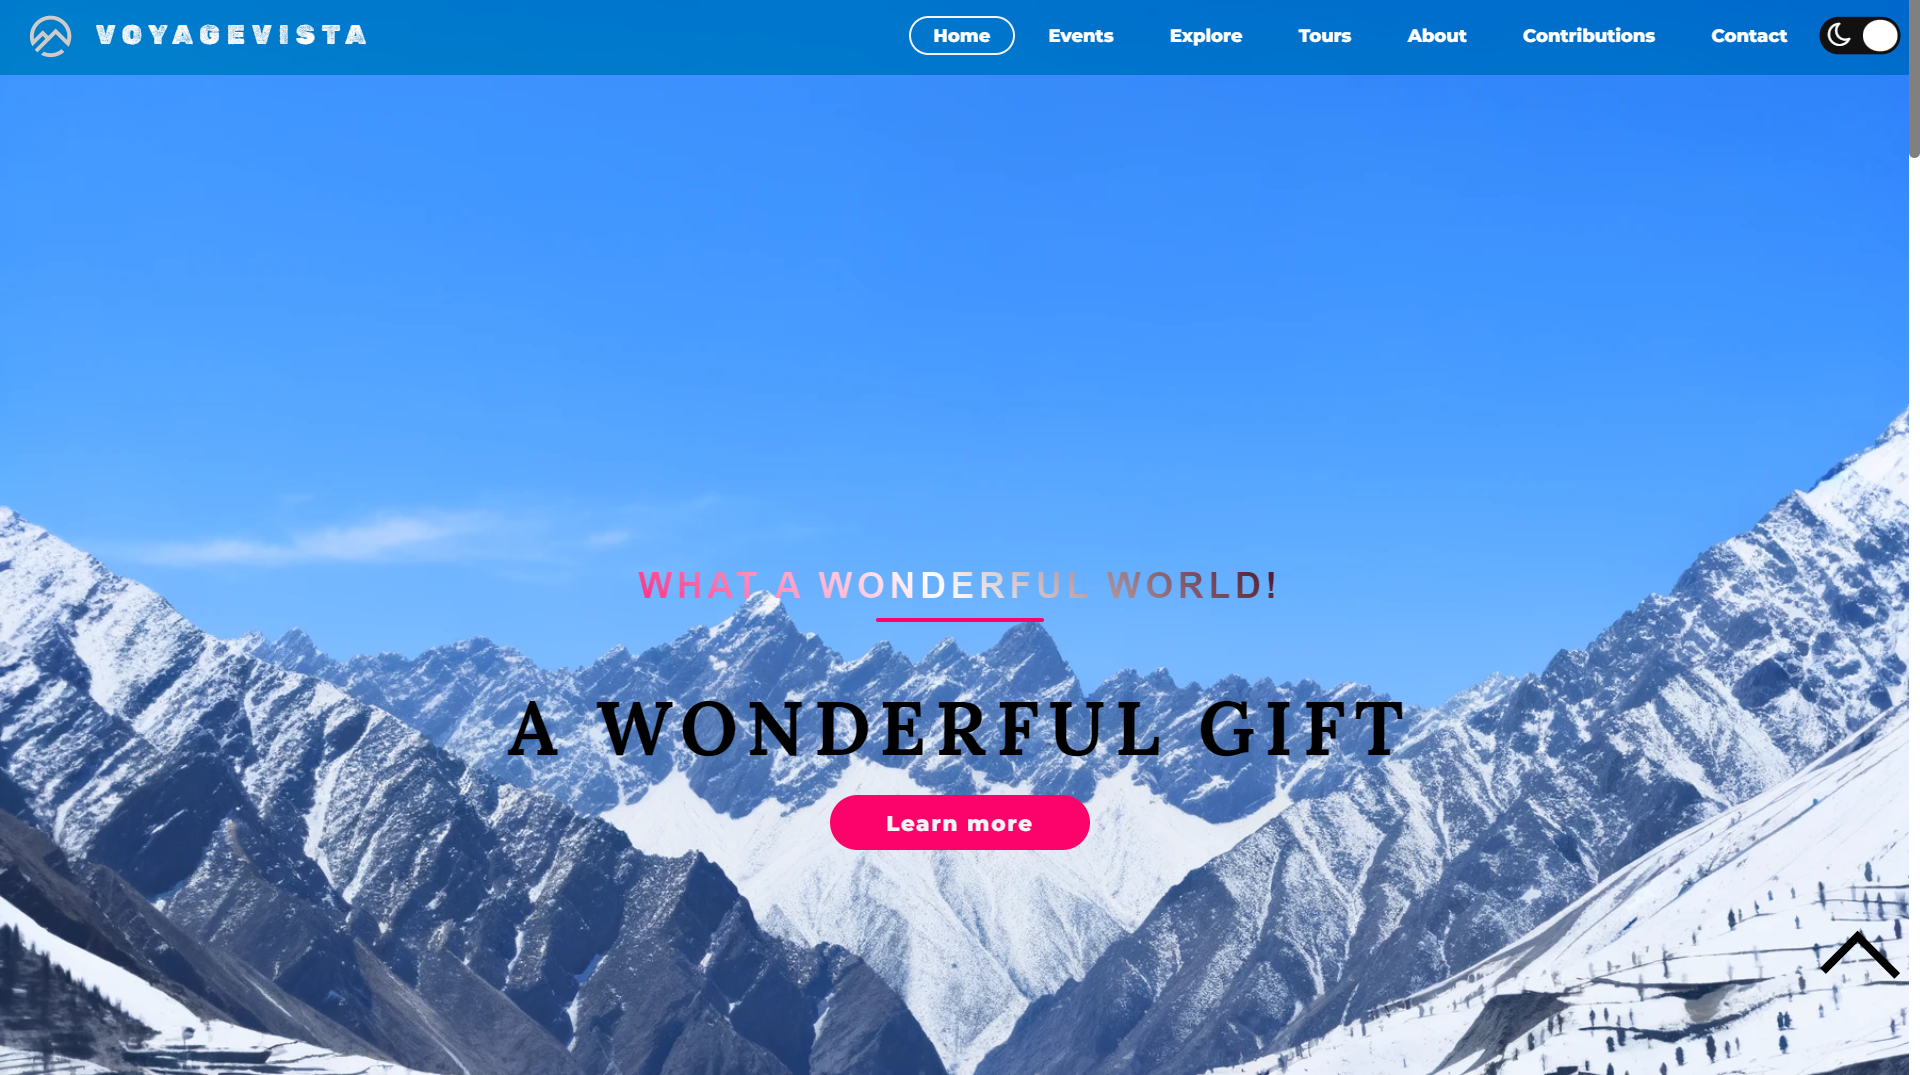 VOYAGEVISTA
Home Events Explore Tours About Contributions Contact
WHAT A WONDERFUL WORLD!
A WONDERFUL GIFT
Learn more